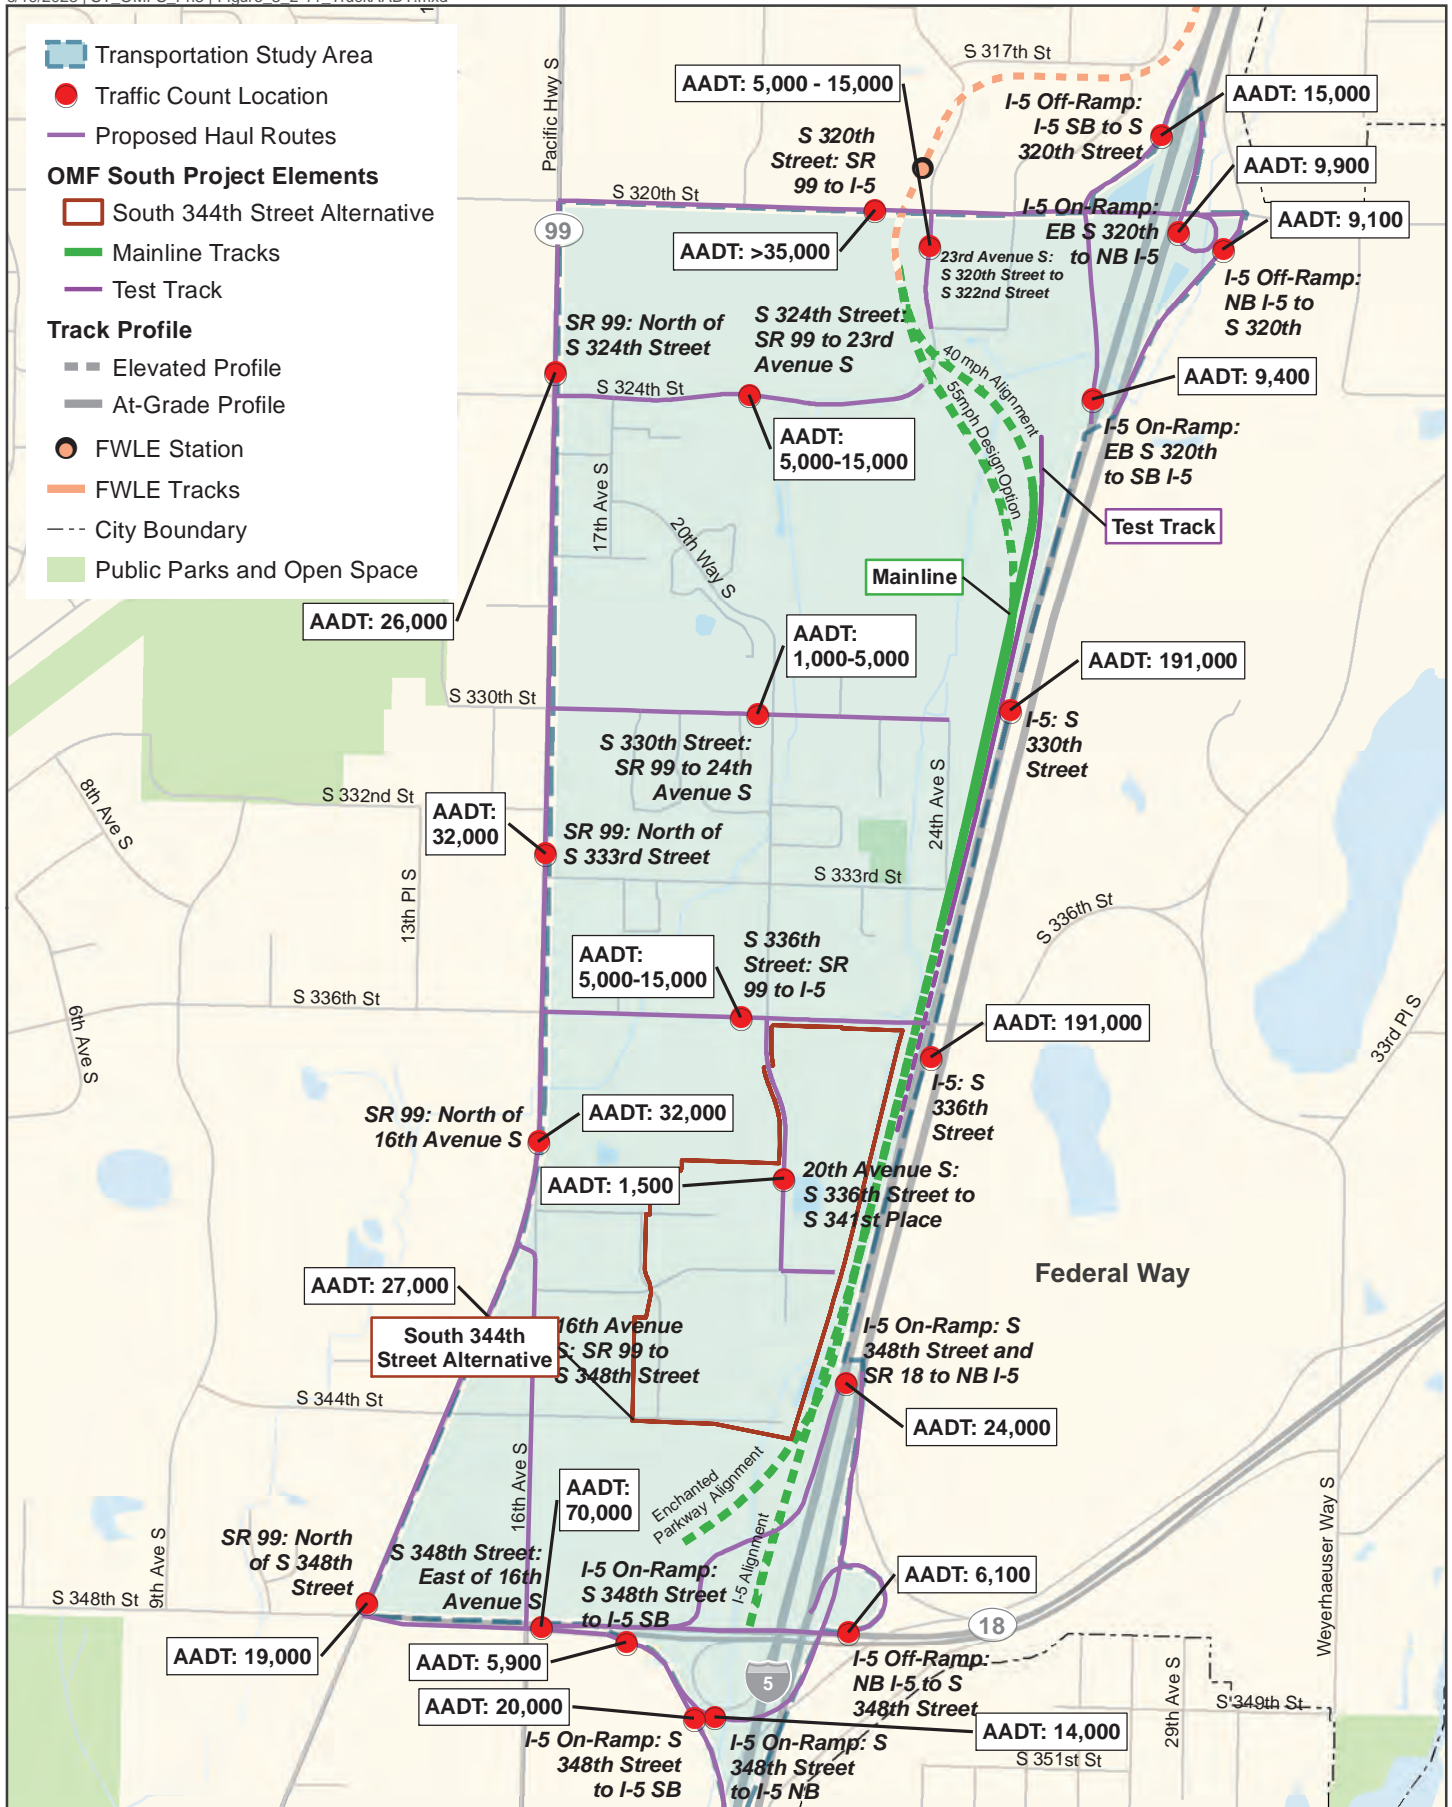 Transportation Study Area
Traffic Count Location
Proposed Haul Routes
OMF South Project Elements
South 344th Street Alternative
Mainline Tracks
Test Track
Track Profile
Elevated Profile
At-Grade Profile
FWLE Station
FWLE Tracks
City Boundary
Public Parks and Open Space
Pacific Hwy S
S 317th St
AADT: 5,000 - 15,000
I-5 Off-Ramp:
I-5 SB to S
320th Street
AADT: 15,000
S 320th
Street: SR
99 to I-5
AADT: 9,900
S 320th St
I-5 On-Ramp:
EB S 320th
to NB I-5
AADT: 9,100
99
AADT: >35,000
23rd Avenue S:
S 320th Street to
S 322nd Street
I-5 Off-Ramp:
NB I-5 to
S 320th
SR 99: North of
S 324th Street
S 324th Street:
SR 99 to 23rd
Avenue S
40 mph Alignment
55mph Design Option
S 324th St
AADT: 9,400
AADT:
5,000-15,000
I-5 On-Ramp:
EB S 320th
to SB I-5
17th Ave S
20th Way S
Test Track
Mainline
AADT: 26,000
AADT:
1,000-5,000
AADT: 191,000
S 330th St
S 330th Street:
SR 99 to 24th
Avenue S
I-5: S
330th
Street
8th Ave S
S 332nd St
AADT:
32,000
SR 99: North of
S 333rd Street
24th Ave S
S 333rd St
13th Pl S
S 336th St
AADT:
5,000-15,000
S 336th
Street: SR
99 to I-5
S 336th St
6th Ave S
AADT: 191,000
33rd Pl S
I-5: S
336th
Street
SR 99: North of
16th Avenue S
AADT: 32,000
AADT: 1,500
20th Avenue S:
S 336th Street to
S 341st Place
Federal Way
AADT: 27,000
South 344th
Street Alternative
16th Avenue
S: SR 99 to
S 348th Street
I-5 On-Ramp: S
348th Street and
SR 18 to NB I-5
S 344th St
AADT: 24,000
16th Ave S
Enchanted
Parkway Alignment
I-5 Alignment
AADT:
70,000
Weyerhaeuser Way S
9th Ave S
SR 99: North
of S 348th
Street
S 348th Street:
East of 16th
Avenue S
I-5 On-Ramp:
S 348th Street
to I-5 SB
AADT: 6,100
S 348th St
18
AADT: 19,000
AADT: 5,900
I-5 Off-Ramp:
NB I-5 to S
348th Street
5
29th Ave S
S 349th St
AADT: 20,000
AADT: 14,000
I-5 On-Ramp: S
348th Street
to I-5 SB
I-5 On-Ramp: S
348th Street
to I-5 NB
S 351st St